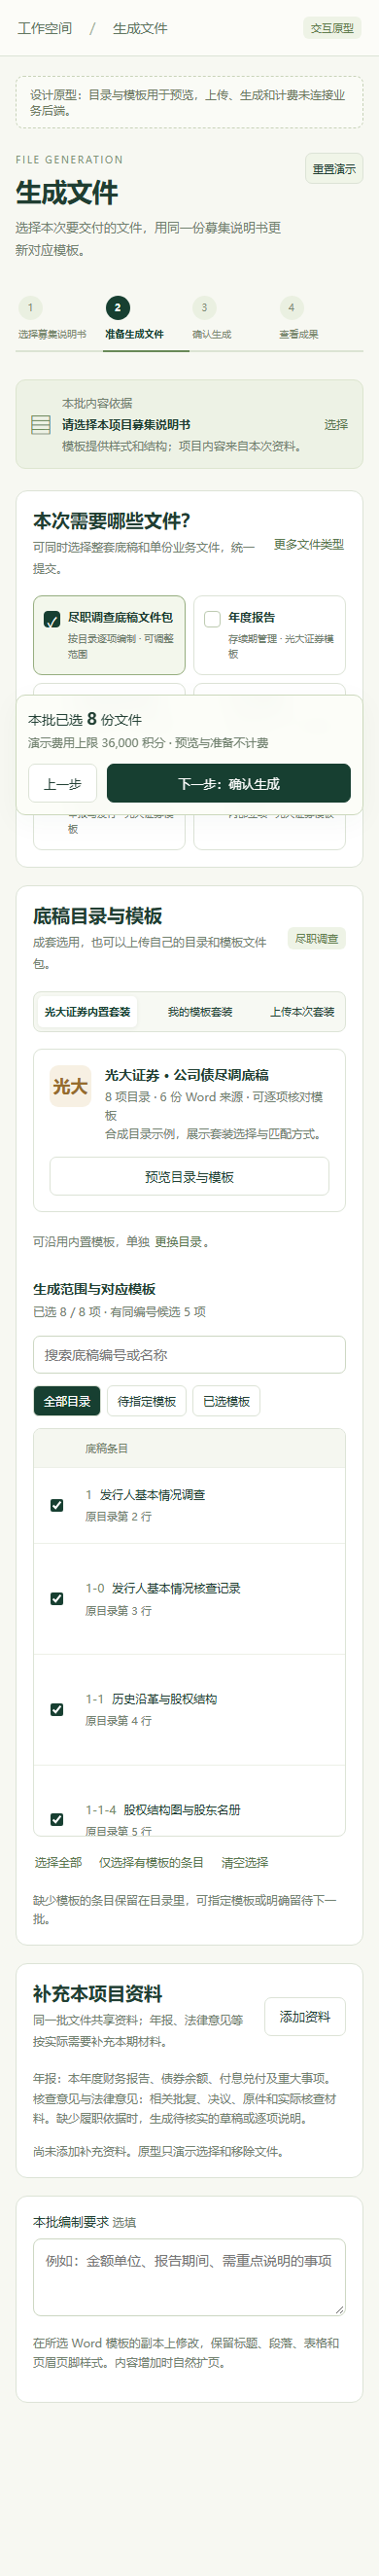 工作空间 / 生成文件
交互原型
设计原型：目录与模板用于预览，上传、生成和计费未连接业
务后端。
FILE GENERATION
重置演示
生成文件
选择本次要交付的文件，用同一份募集说明书更
新对应模板。
1 2 3 4
选择募集说明书 准备生成文件 确认生成 查看成果
本批内容依据
请选择本项目募集说明书
选择
模板提供样式和结构；项目内容来自本次资料。
本次需要哪些文件？
可同时选择整套底稿和单份业务文件，统一
提交。
更多文件类型
尽职调查底稿文件包
按目录逐项编制 · 可调整
范围
年度报告
存续期管理 · 光大证券模
板
本批已选 8 份文件
演示费用上限 36,000 积分 · 预览与准备不计费
上一步
下一步：确认生成
板
底稿目录与模板
成套选用，也可以上传自己的目录和模板文件
包。
尽职调查
光大证券内置套装 我的模板套装 上传本次套装
光大
光大证券 · 公司债尽调底稿
8 项目录 · 6 份 Word 来源 · 可逐项核对模
板
合成目录示例，展示套装选择与匹配方式。
预览目录与模板
可沿用内置模板，单独 更换目录 。
生成范围与对应模板
已选 8 / 8 项 · 有同编号候选 5 项
搜索底稿编号或名称
全部目录 待指定模板 已选模板
底稿条目
1 发行人基本情况调查
原目录第 2 行
1-0 发行人基本情况核查记录
原目录第 3 行
1-1 历史沿革与股权结构
原目录第 4 行
1-1-4 股权结构图与股东名册
原目录第 5 行
选择全部 仅选择有模板的条目 清空选择
缺少模板的条目保留在目录里，可指定模板或明确留待下一
批。
补充本项目资料
同一批文件共享资料；年报、法律意见等
按实际需要补充本期材料。
添加资料
年报：本年度财务报告、债券余额、付息兑付及重大事项。
核查意见与法律意见：相关批复、决议、原件和实际核查材
料。缺少履职依据时，生成待核实的草稿或逐项说明。
尚未添加补充资料。原型只演示选择和移除文件。
本批编制要求 选填
例如：金额单位、报告期间、需重点说明的事项
在所选 Word 模板的副本上修改，保留标题、段落、表格和
页眉页脚样式。内容增加时自然扩页。